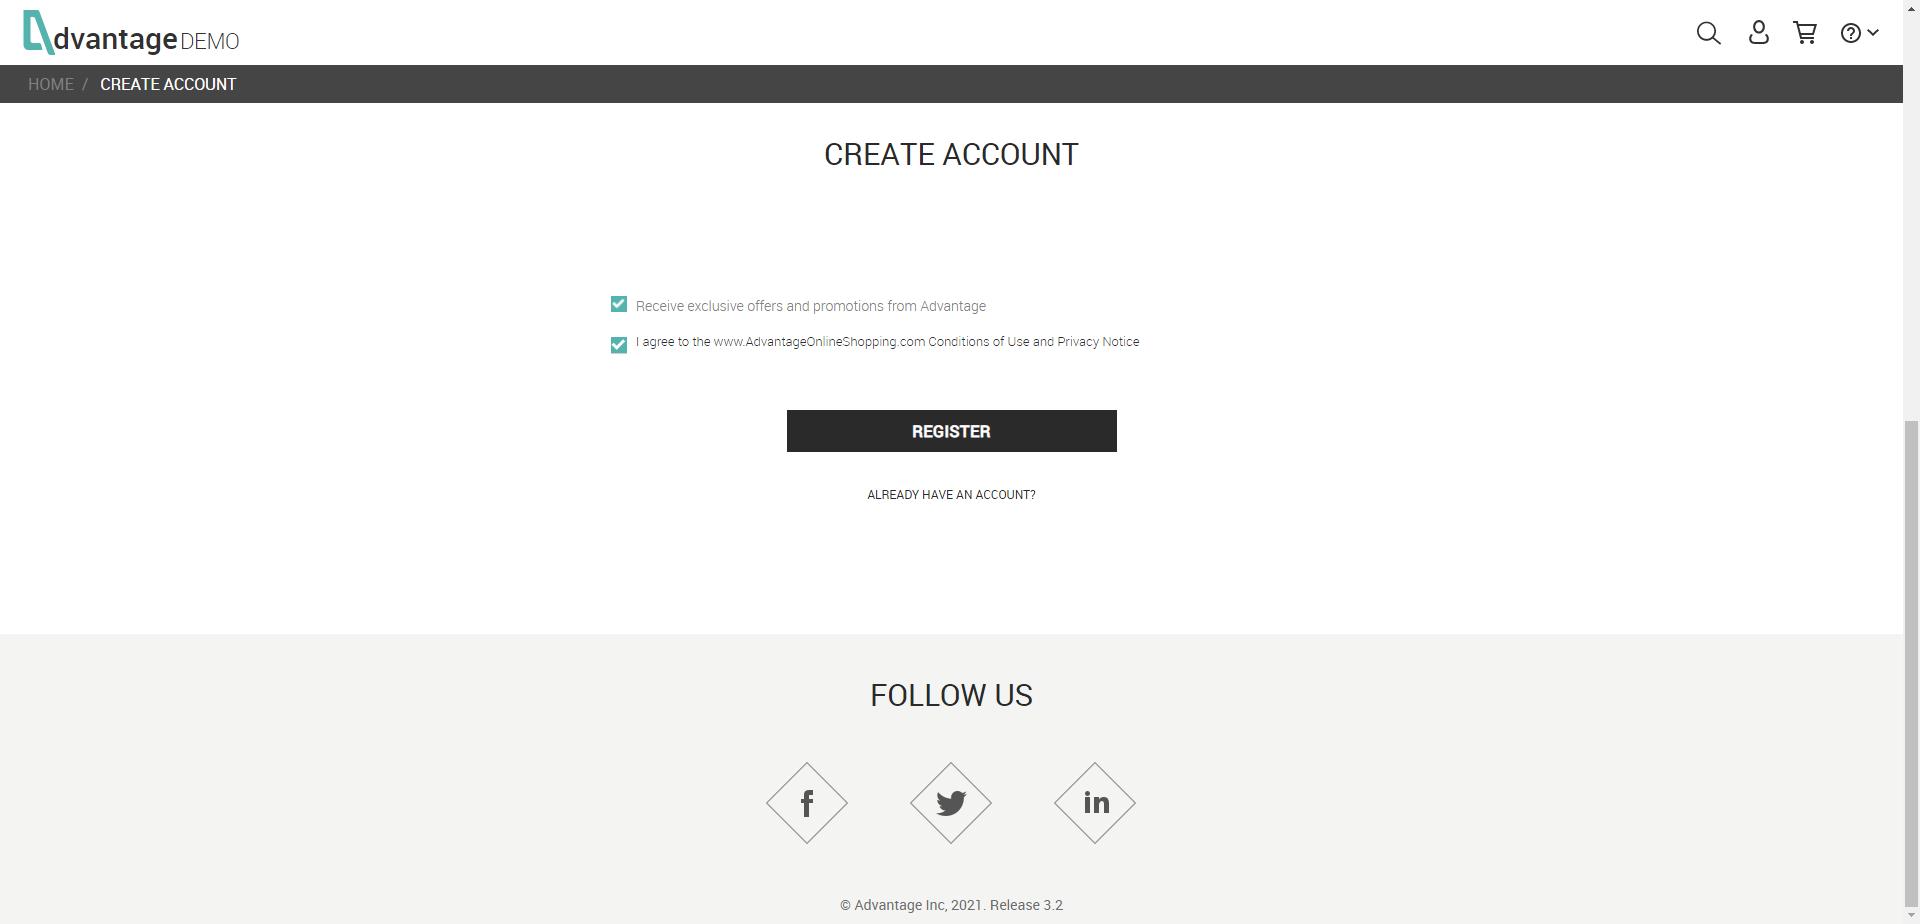 dvantage DEMO
HOME / CREATE ACCOUNT
CREATE ACCOUNT
Receive exclusive offers and promotions from Advantage
I agree to the www.AdvantageOnlineShopping.com Conditions of Use and Privacy Notice
REGISTER
ALREADY HAVE AN ACCOUNT?
FOLLOW US
f
in
© Advantage Inc, 2021. Release 3.2